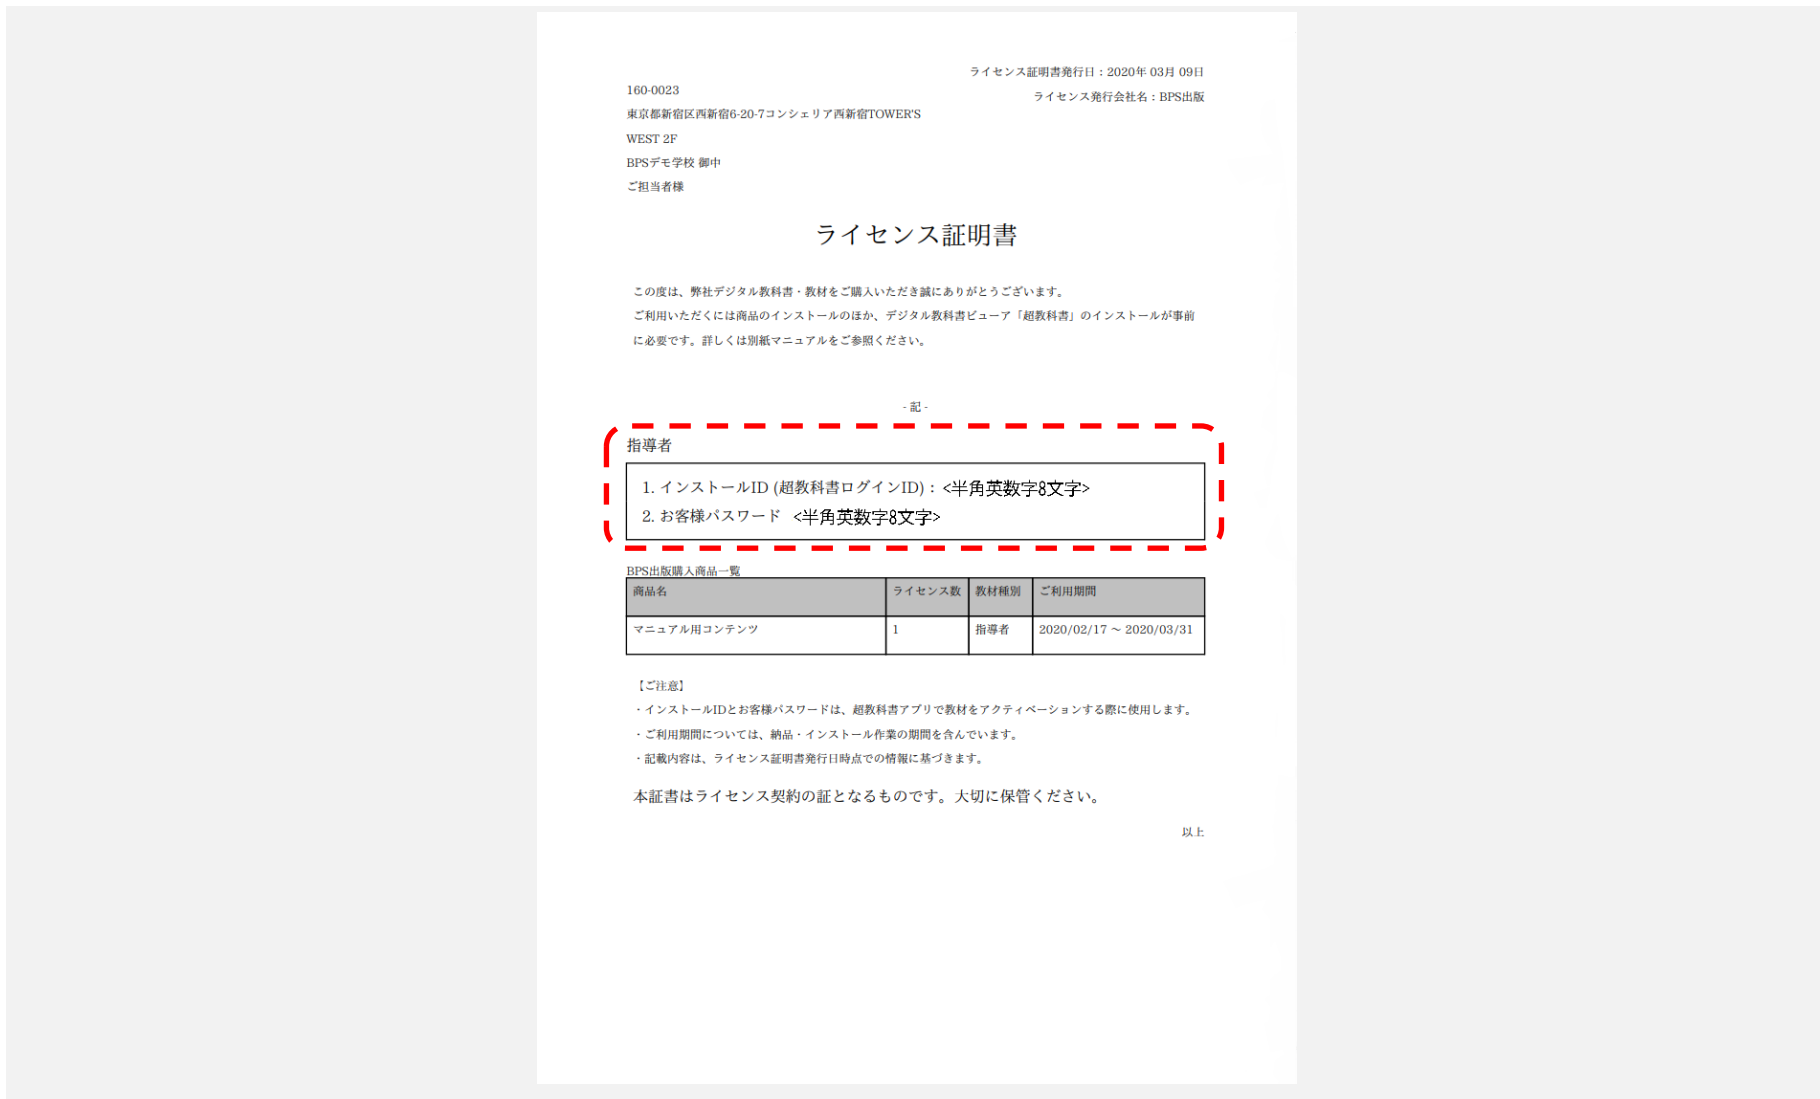 ライセンス証明書発行日：2020年 03月 09日
ライセンス発行会社名：BPS出版
160-0023
東京都新宿区西新宿6-20-7コンシェリア西新宿TOWER'S
WEST 2F
BPSデモ学校 御中
ご担当者様
ライセンス証明書
この度は、弊社デジタル教科書・教材をご購入いただき誠にありがとうございます。
ご利用いただくには商品のインストールのほか、デジタル教科書ビューア「超教科書」のインストールが事前
に必要です。詳しくは別紙マニュアルをご参照ください。
- 記 -
指導者
1. インストールID (超教科書ログインID)：<半角英数字8文字>
2. お客様パスワード <半角英数字8文字>
BPS出版購入商品一覧
商品名 ライセンス数 教材種別 ご利用期間
マニュアル用コンテンツ 1 指導者 2020/02/17 ～ 2020/03/31
【ご注意】
・インストールIDとお客様パスワードは、超教科書アプリで教材をアクティベーションする際に使用します。
・ご利用期間については、納品・インストール作業の期間を含んでいます。
・記載内容は、ライセンス証明書発行日時点での情報に基づきます。
本証書はライセンス契約の証となるものです。大切に保管ください。
以上